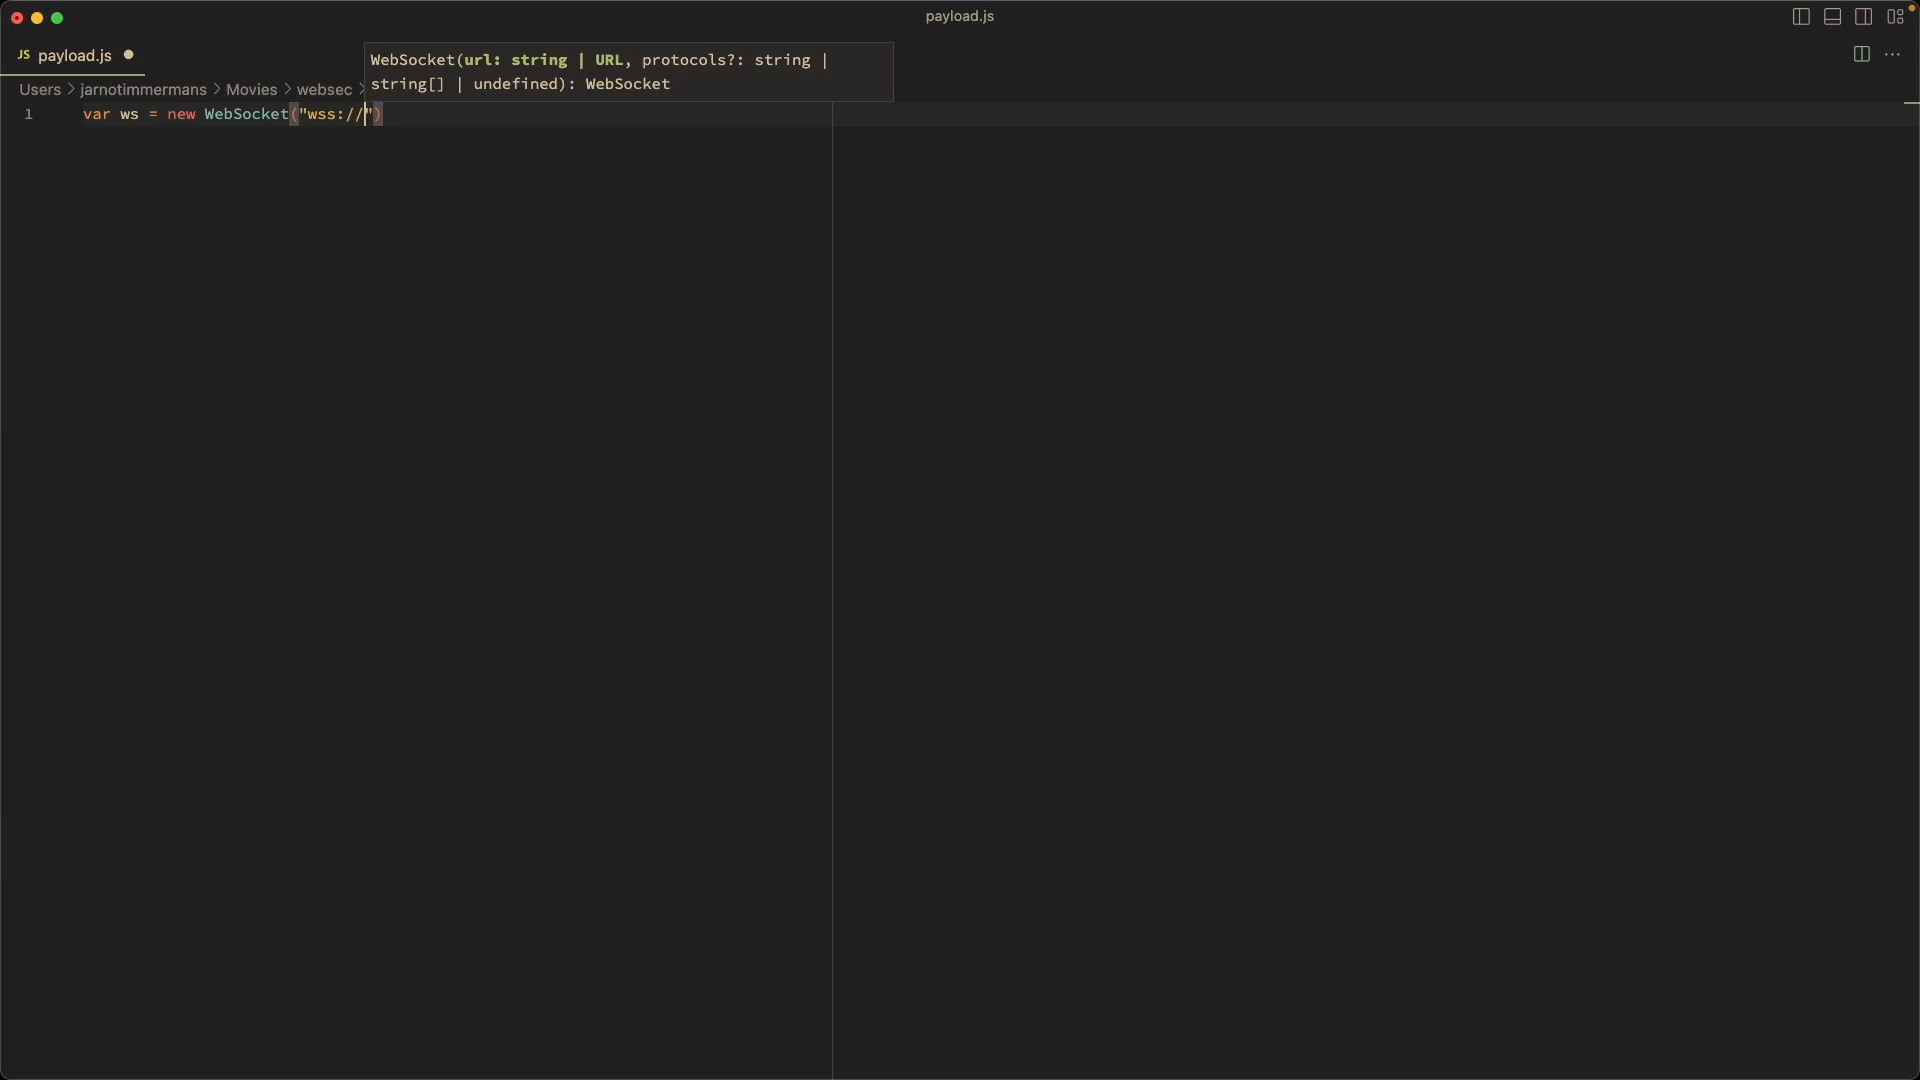 payload.js
JS payload.js
WebSocket(url: string | URL, protocols?: string |
string[] | undefined): WebSocket
Users > jarnotimmermans > Movies > websec >
1 var ws = new WebSocket("wss://")